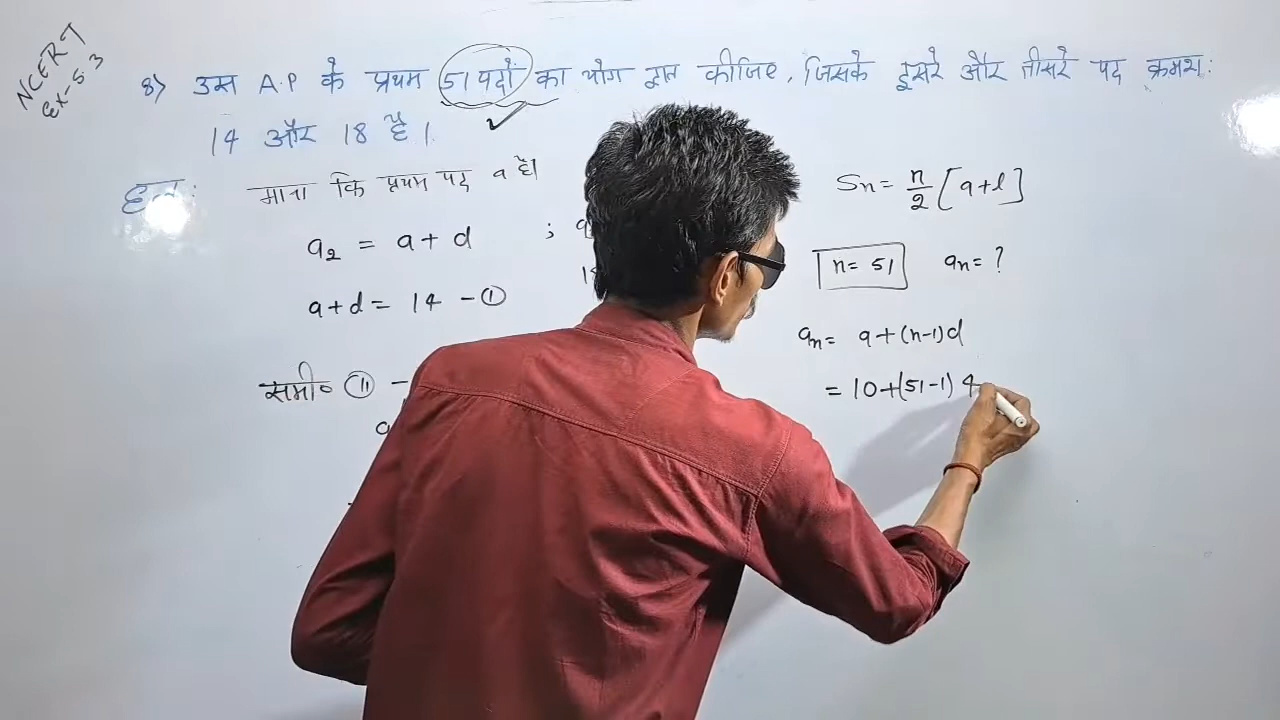 NCERT
EX-5.3
8) उस A.P के प्रथम 51 पदों का योग ज्ञात कीजिए, जिसके दूसरे और तीसरे पद क्रमश:
14 और 18 है।
हल:
माना कि प्रथम पद a है।
a₂ = a + d ;
a + d = 14 - ①
समी० ⑪ -
Sn = n/2 [a+l]
n = 51 an = ?
an = a + (n-1)d
= 10 + (51-1) 4